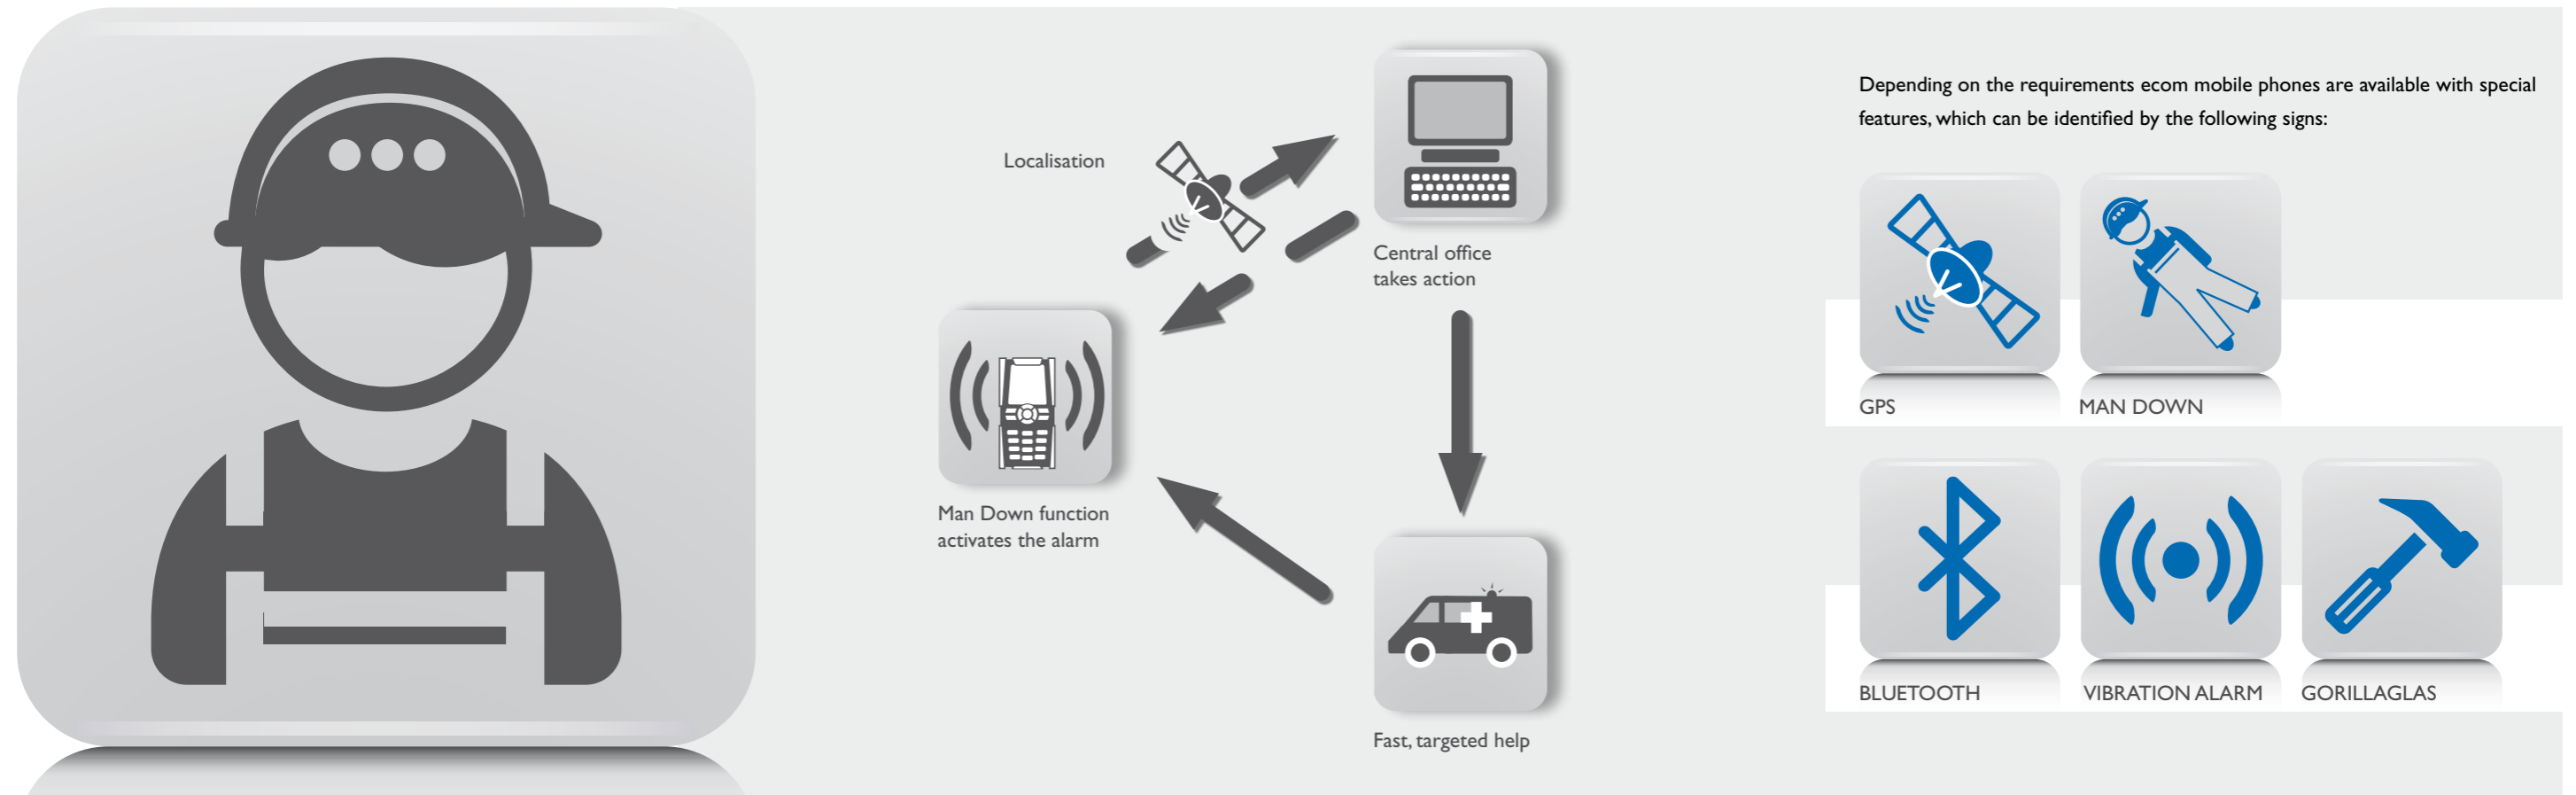 Localisation
Central office
takes action
Man Down function
activates the alarm
Fast, targeted help
Depending on the requirements ecom mobile phones are available with special
features, which can be identified by the following signs:
GPS
MAN DOWN
BLUETOOTH
VIBRATION ALARM
GORILLAGLAS